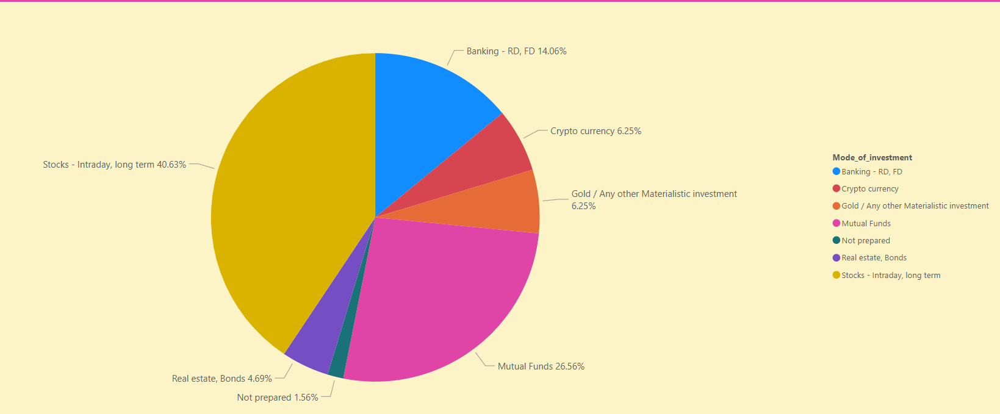 Banking - RD, FD 14.06%
Crypto currency 6.25%
Stocks - Intraday, long term 40.63%
Gold / Any other Materialistic investment
6.25%
Mutual Funds 26.56%
Real estate, Bonds 4.69%
Not prepared 1.56%
Mode_of_investment
Banking - RD, FD
Crypto currency
Gold / Any other Materialistic investment
Mutual Funds
Not prepared
Real estate, Bonds
Stocks - Intraday, long term